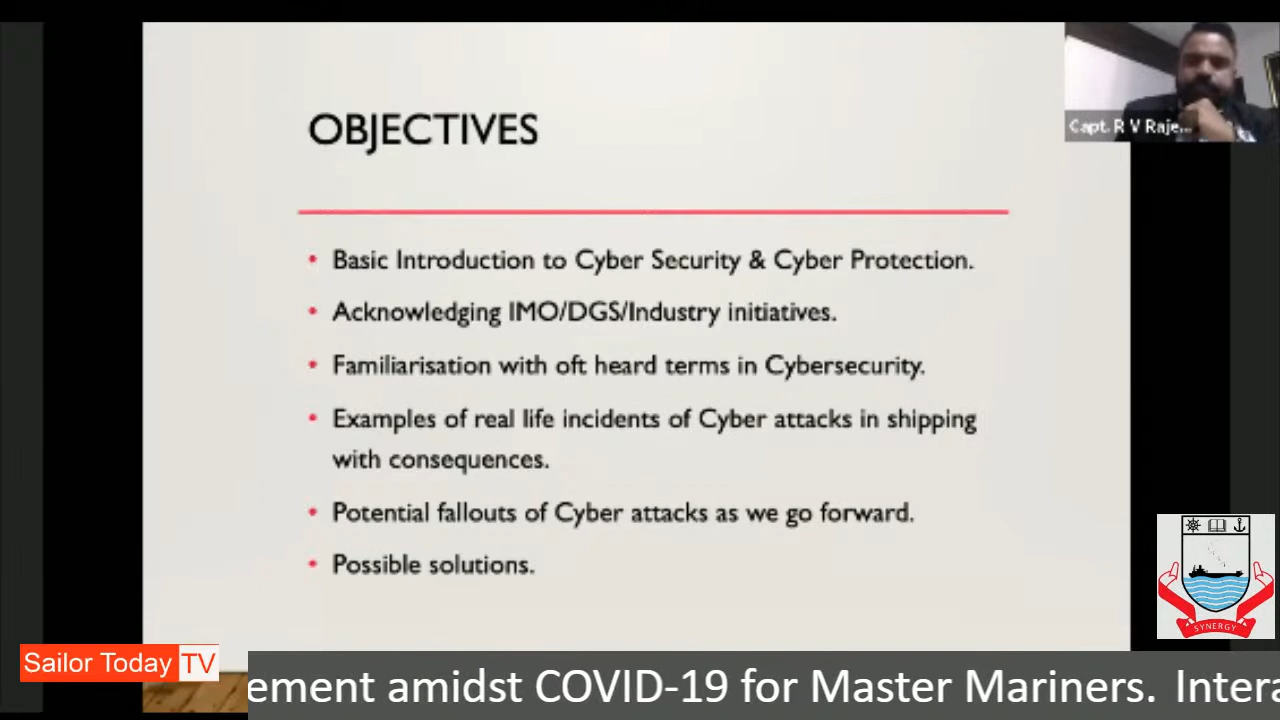 OBJECTIVES
Capt. R V Raje...
• Basic Introduction to Cyber Security & Cyber Protection.
• Acknowledging IMO/DGS/Industry initiatives.
• Familiarisation with oft heard terms in Cybersecurity.
• Examples of real life incidents of Cyber attacks in shipping
with consequences.
• Potential fallouts of Cyber attacks as we go forward.
• Possible solutions.
SYNERGY
Sailor Today TV
ement amidst COVID-19 for Master Mariners. Intera